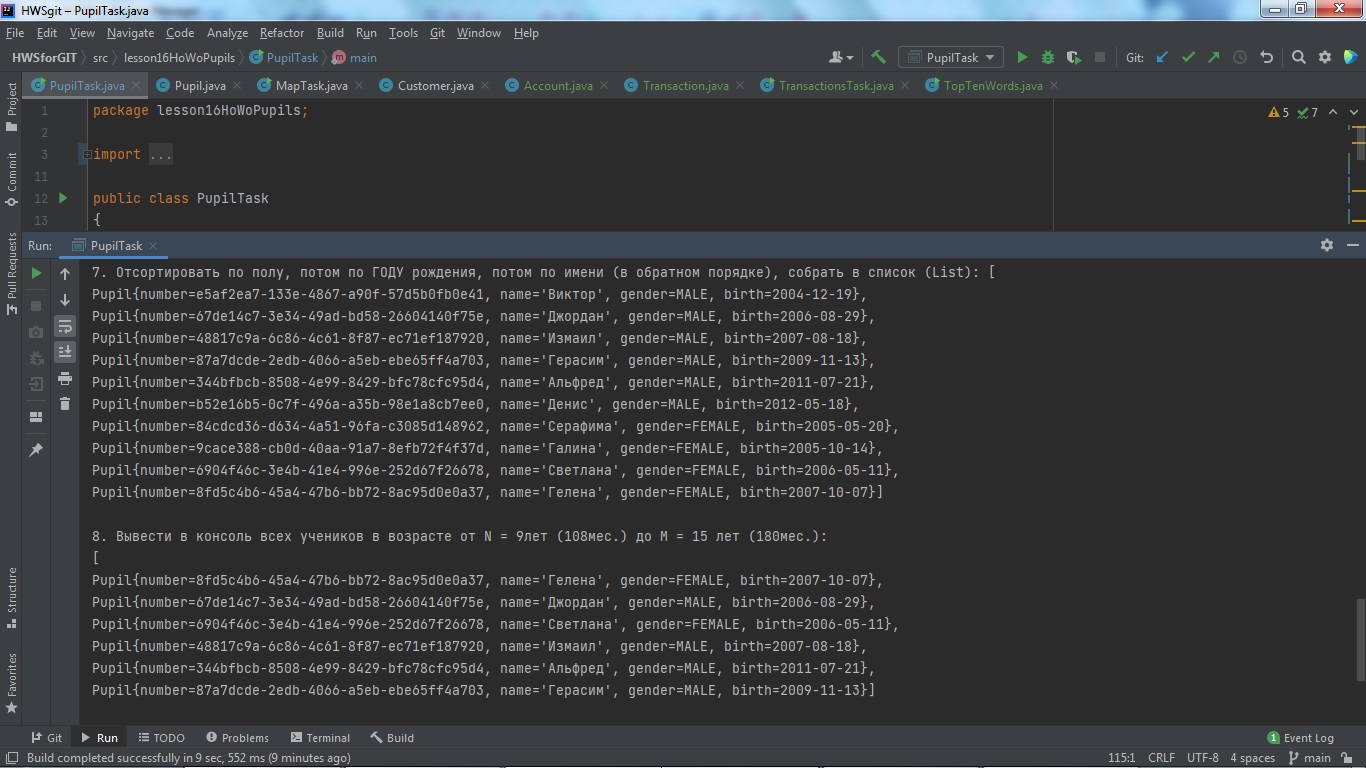 HWSgit – PupilTask.java
File Edit View Navigate Code Analyze Refactor Build Run Tools Git Window Help
HWSforGIT src lesson16HoWoPupils PupilTask main PupilTask Git:
PupilTask.java Pupil.java MapTask.java Customer.java Account.java Transaction.java TransactionsTask.java TopTenWords.java
Project
Commit
Pull Requests
Structure
Favorites
1 package lesson16HoWoPupils; 5 7
2
3 import ...
11
12 public class PupilTask
13 {
Run: PupilTask
7. Отсортировать по полу, потом по ГОДУ рождения, потом по имени (в обратном порядке), собрать в список (List): [
Pupil{number=e5af2ea7-133e-4867-a90f-57d5b0fb0e41, name='Виктор', gender=MALE, birth=2004-12-19},
Pupil{number=67de14c7-3e34-49ad-bd58-26604140f75e, name='Джордан', gender=MALE, birth=2006-08-29},
Pupil{number=48817c9a-6c86-4c61-8f87-ec71ef187920, name='Измаил', gender=MALE, birth=2007-08-18},
Pupil{number=87a7dcde-2edb-4066-a5eb-ebe65ff4a703, name='Герасим', gender=MALE, birth=2009-11-13},
Pupil{number=344bfbcb-8508-4e99-8429-bfc78cfc95d4, name='Альфред', gender=MALE, birth=2011-07-21},
Pupil{number=b52e16b5-0c7f-496a-a35b-98e1a8cb7ee0, name='Денис', gender=MALE, birth=2012-05-18},
Pupil{number=84cdcd36-d634-4a51-96fa-c3085d148962, name='Серафима', gender=FEMALE, birth=2005-05-20},
Pupil{number=9cace388-cb0d-40aa-91a7-8efb72f4f37d, name='Галина', gender=FEMALE, birth=2005-10-14},
Pupil{number=6904f46c-3e4b-41e4-996e-252d67f26678, name='Светлана', gender=FEMALE, birth=2006-05-11},
Pupil{number=8fd5c4b6-45a4-47b6-bb72-8ac95d0e0a37, name='Гелена', gender=FEMALE, birth=2007-10-07}]
8. Вывести в консоль всех учеников в возрасте от N = 9лет (108мес.) до M = 15 лет (180мес.):
[
Pupil{number=8fd5c4b6-45a4-47b6-bb72-8ac95d0e0a37, name='Гелена', gender=FEMALE, birth=2007-10-07},
Pupil{number=67de14c7-3e34-49ad-bd58-26604140f75e, name='Джордан', gender=MALE, birth=2006-08-29},
Pupil{number=6904f46c-3e4b-41e4-996e-252d67f26678, name='Светлана', gender=FEMALE, birth=2006-05-11},
Pupil{number=48817c9a-6c86-4c61-8f87-ec71ef187920, name='Измаил', gender=MALE, birth=2007-08-18},
Pupil{number=344bfbcb-8508-4e99-8429-bfc78cfc95d4, name='Альфред', gender=MALE, birth=2011-07-21},
Pupil{number=87a7dcde-2edb-4066-a5eb-ebe65ff4a703, name='Герасим', gender=MALE, birth=2009-11-13}]
Git Run TODO Problems Terminal Build 1 Event Log
Build completed successfully in 9 sec, 552 ms (9 minutes ago) 115:1 CRLF UTF-8 4 spaces main